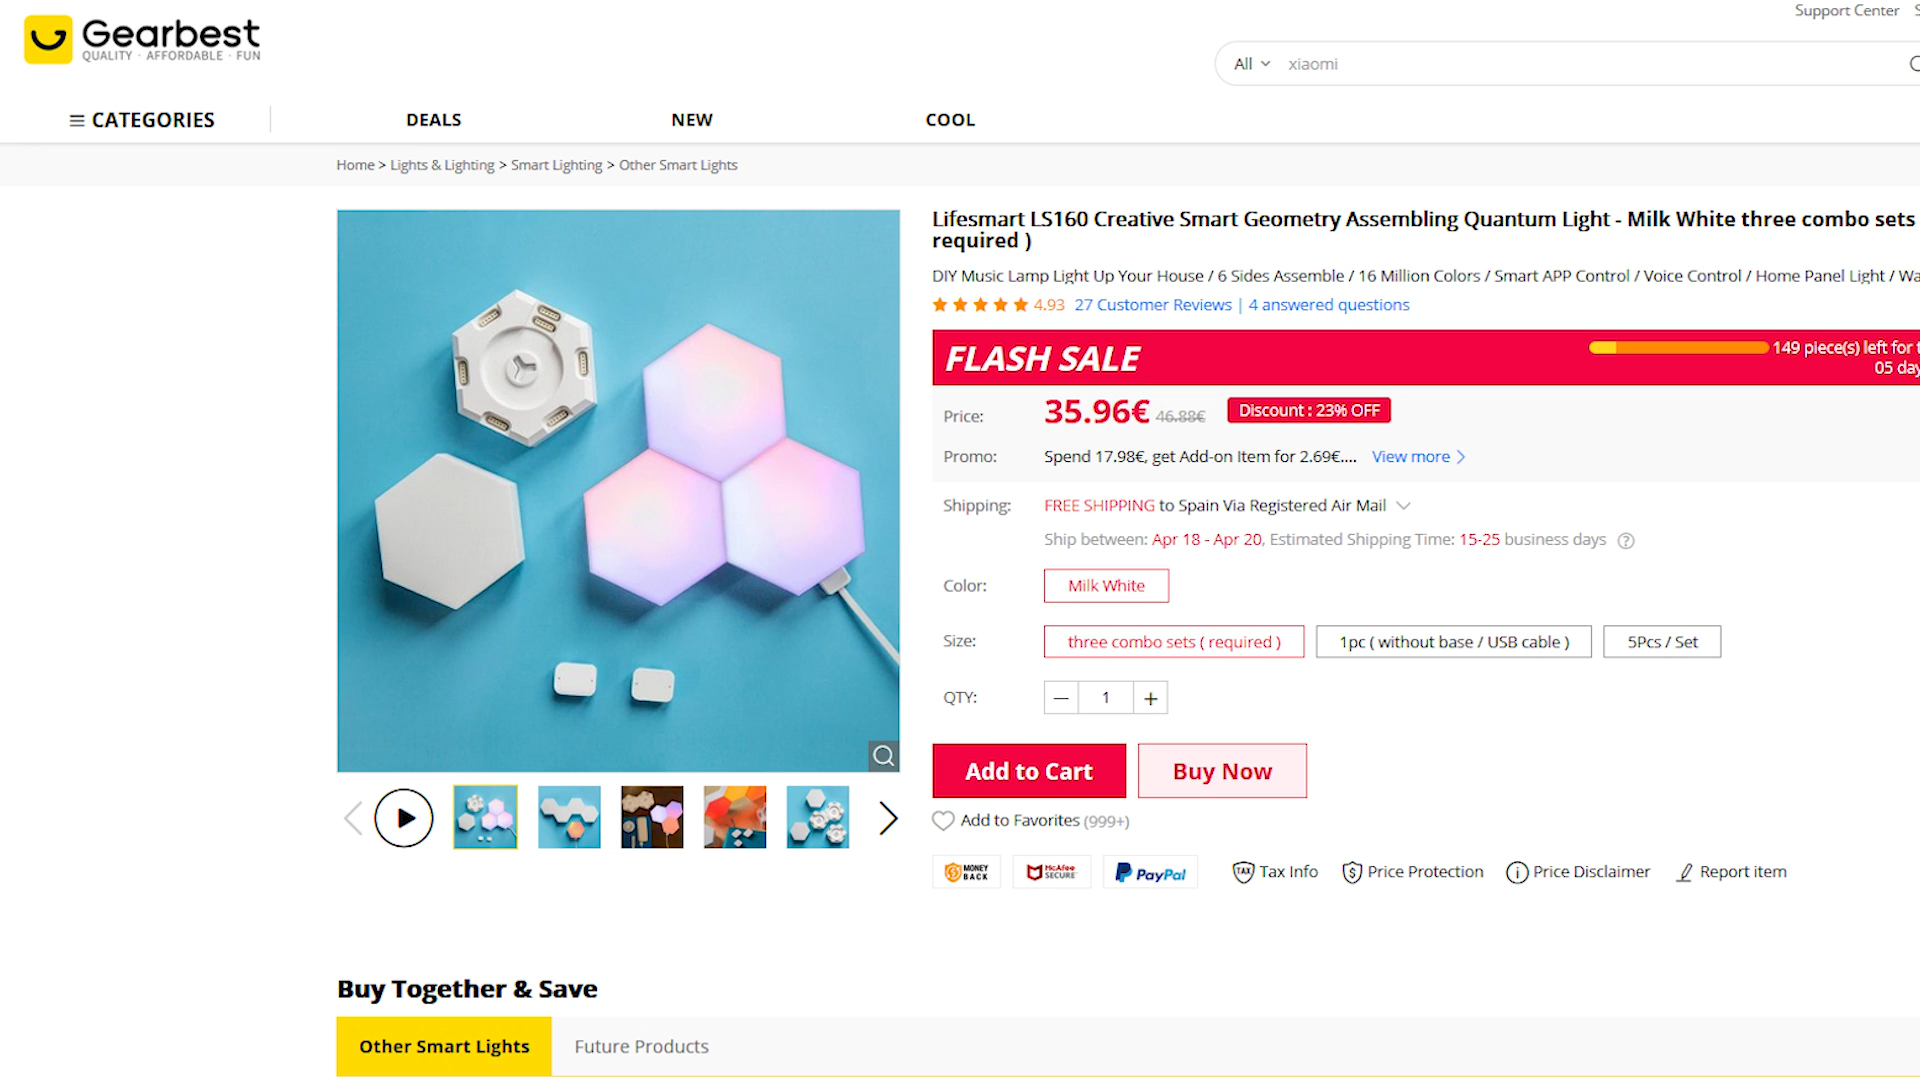 Support Center
Gearbest
QUALITY · AFFORDABLE · FUN
All xiaomi
CATEGORIES DEALS NEW COOL
Home > Lights & Lighting > Smart Lighting > Other Smart Lights
Lifesmart LS160 Creative Smart Geometry Assembling Quantum Light - Milk White three combo sets
required )
DIY Music Lamp Light Up Your House / 6 Sides Assemble / 16 Million Colors / Smart APP Control / Voice Control / Home Panel Light / Wa
4.93 27 Customer Reviews | 4 answered questions
FLASH SALE
149 piece(s) left for t
05 day
Price: 35.96€ 46.88€ Discount : 23% OFF
Promo: Spend 17.98€, get Add-on Item for 2.69€.... View more >
Shipping: FREE SHIPPING to Spain Via Registered Air Mail
Ship between: Apr 18 - Apr 20, Estimated Shipping Time: 15-25 business days ?
Color: Milk White
Size: three combo sets ( required ) 1pc ( without base / USB cable ) 5Pcs / Set
QTY: — 1 +
Add to Cart Buy Now
Add to Favorites (999+)
MONEY BACK McAfee SECURE PayPal TAX Tax Info $ Price Protection i Price Disclaimer Report item
Buy Together & Save
Other Smart Lights Future Products